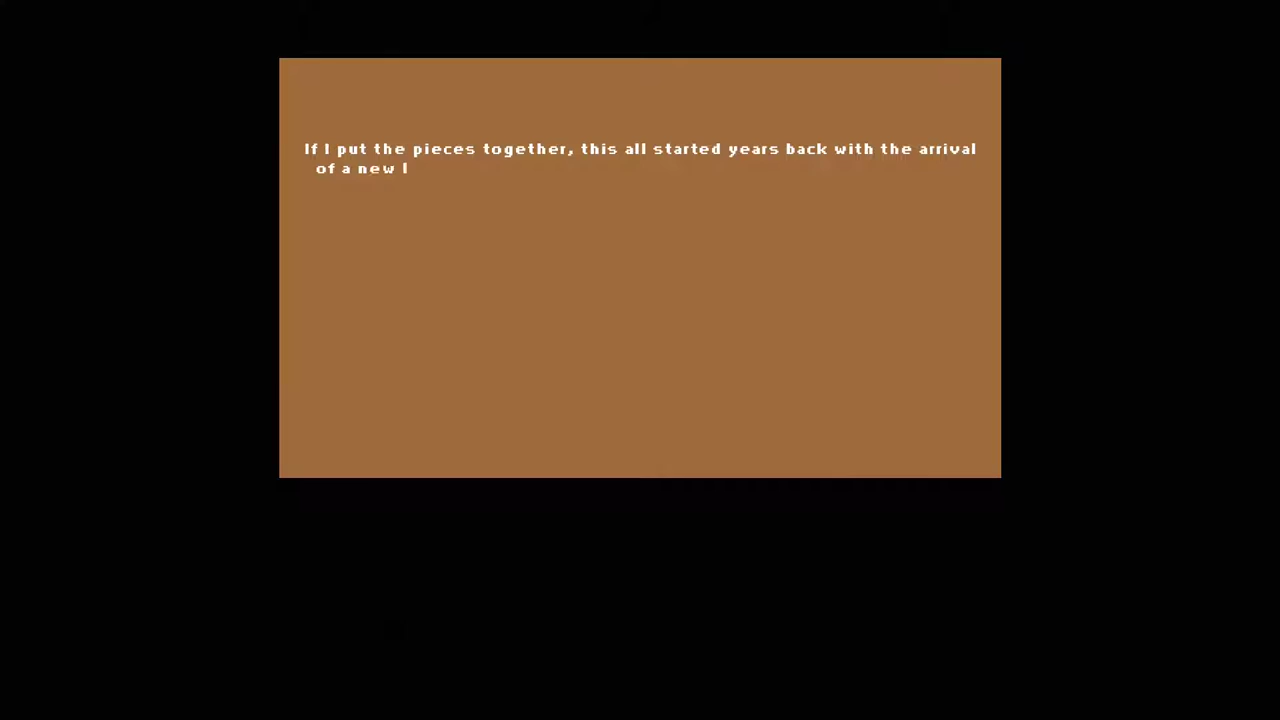 If I put the pieces together, this all started years back with the arrival
of a new l